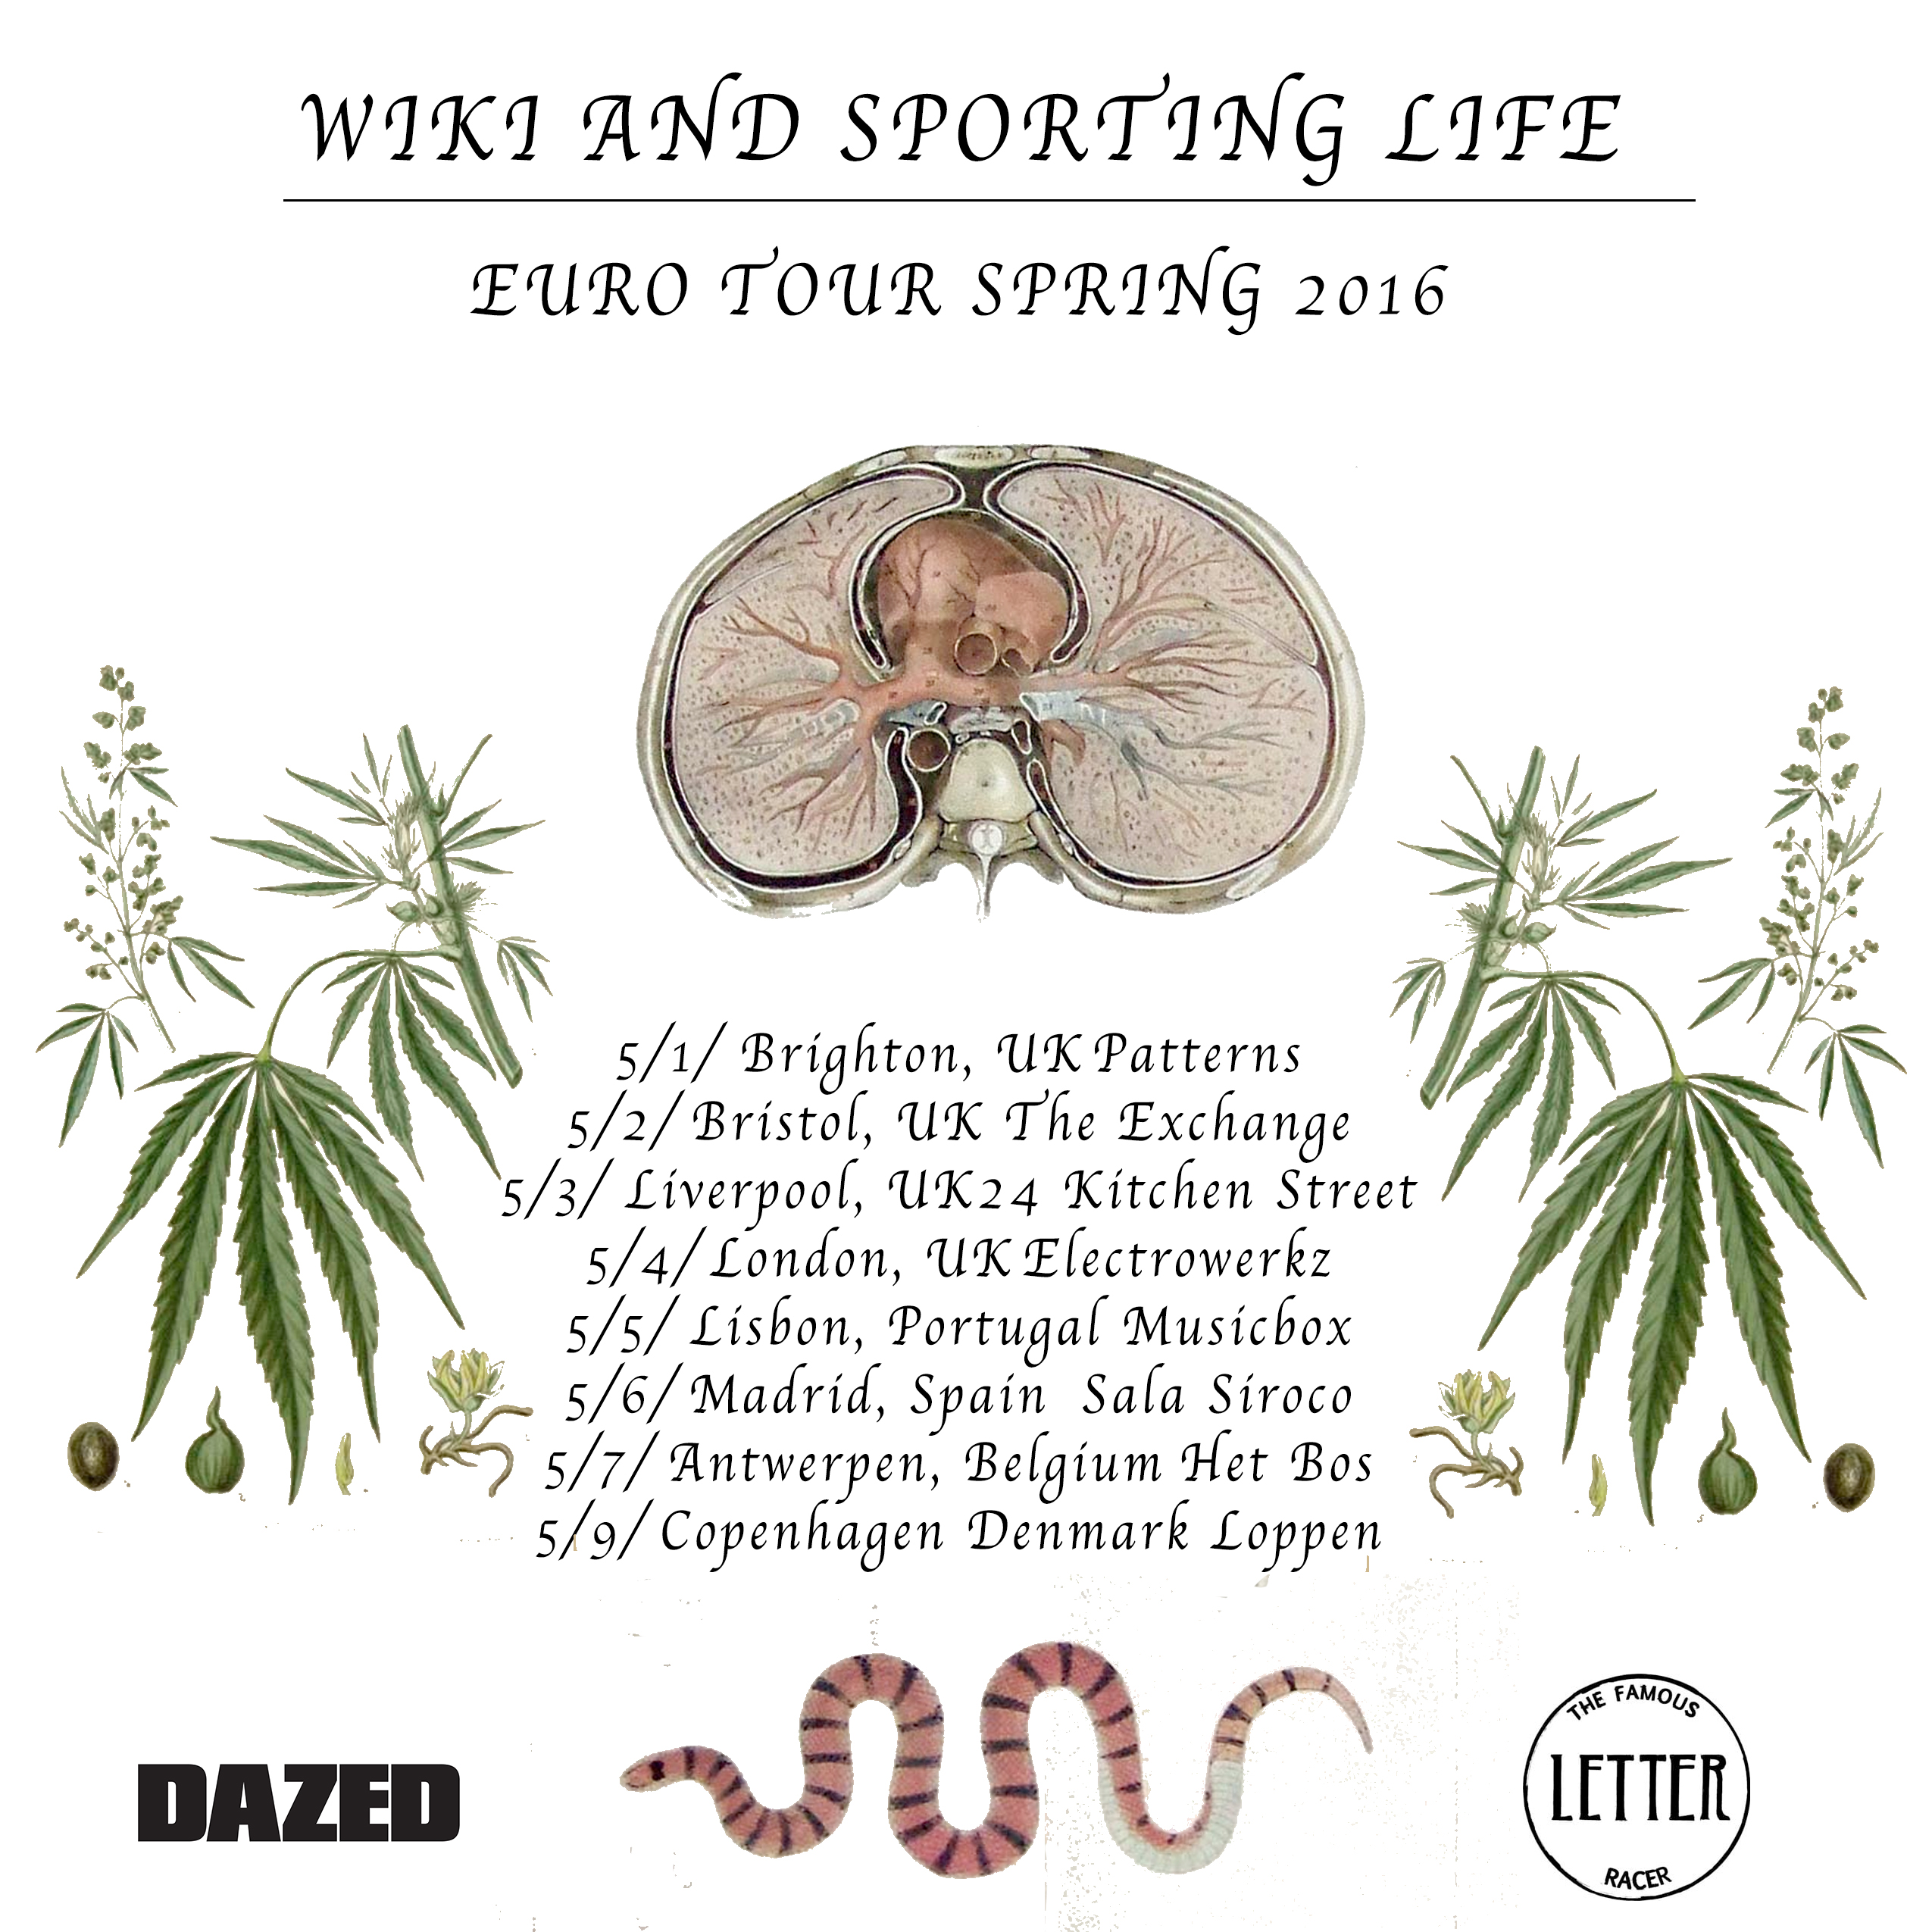 WIKI AND SPORTING LIFE
EURO TOUR SPRING 2016
5/1/ Brighton, UK Patterns
5/2/ Bristol, UK The Exchange
5/3/ Liverpool, UK24 Kitchen Street
5/4/ London, UK Electrowerkz
5/5/ Lisbon, Portugal Musicbox
5/6/ Madrid, Spain Sala Siroco
5/7/ Antwerpen, Belgium Het Bos
5/9/ Copenhagen Denmark Loppen
DAZED
THE FAMOUS
LETTER
RACER